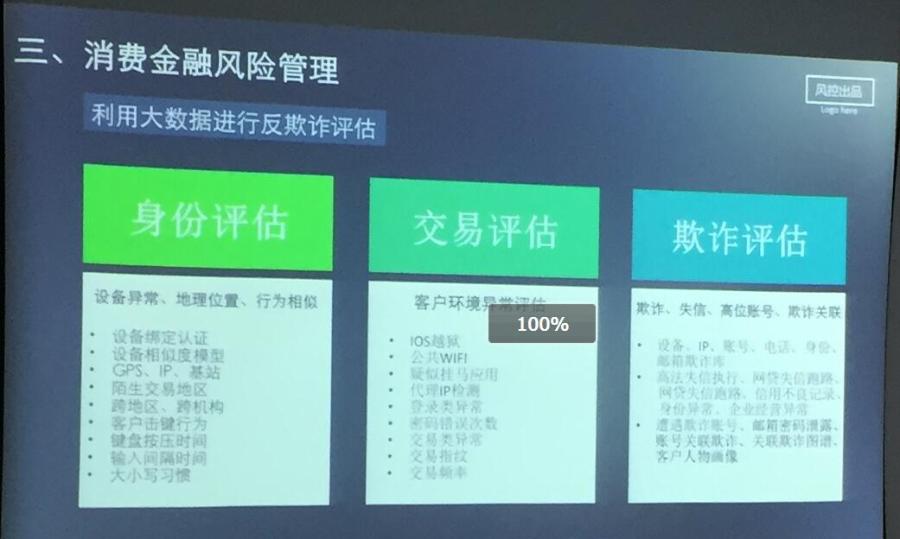 三、消费金融风险管理
风控出品
Logo here
利用大数据进行反欺诈评估
身份评估
设备异常、地理位置、行为相似
• 设备绑定认证
• 设备相似度模型
• GPS、IP、基站
• 陌生交易地区
• 跨地区、跨机构
• 客户击键行为
• 键盘按压时间
• 输入间隔时间
• 大小写习惯
交易评估
客户环境异常评估
100%
• IOS越狱
• 公共WIFI
• 疑似挂马应用
• 代理IP检测
• 登录类异常
• 密码错误次数
• 交易类异常
• 交易指纹
• 交易频率
欺诈评估
欺诈、失信、高位账号、欺诈关联
• 设备、IP、账号、电话、身份、
邮箱欺诈库
• 高法失信执行、网贷失信跑路、
网贷失信跑路、信用不良记录、
身份异常、企业经营异常
• 遭遇欺诈账号、邮箱密码泄露、
账号关联欺诈、关联欺诈图谱、
客户人物画像